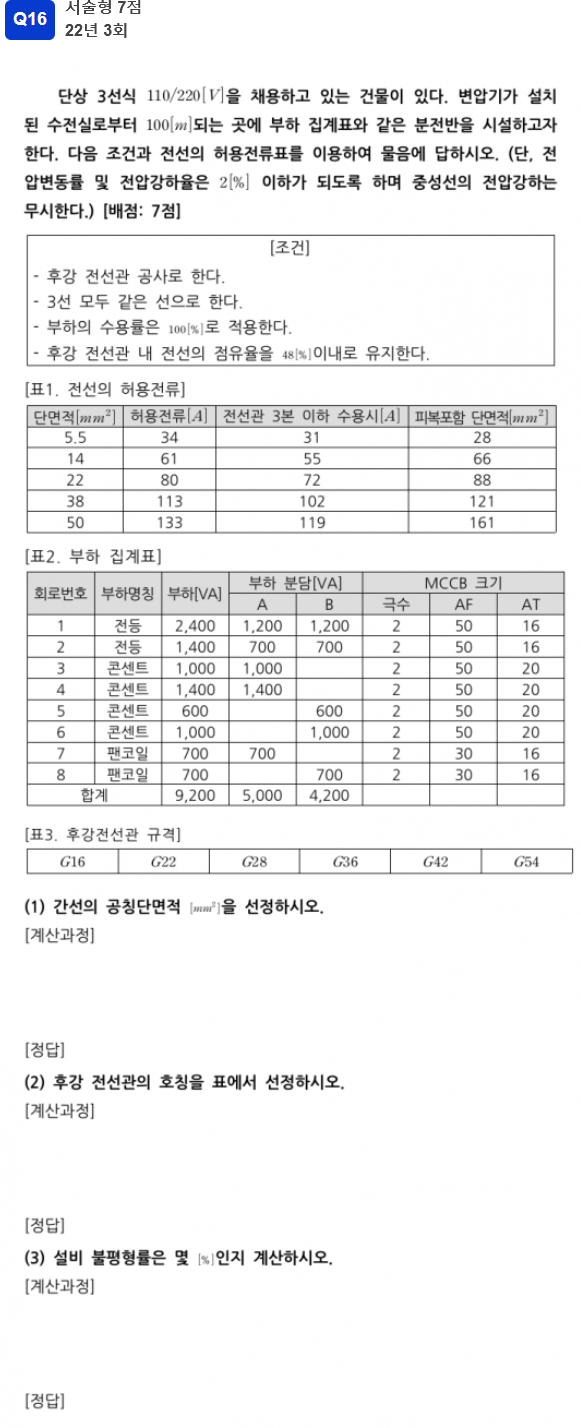 Q16
서술형 7점
22년 3회
단상 3선식 110/220[V]을 채용하고 있는 건물이 있다. 변압기가 설치
된 수전실로부터 100[m]되는 곳에 부하 집계표와 같은 분전반을 시설하고자
한다. 다음 조건과 전선의 허용전류표를 이용하여 물음에 답하시오. (단, 전
압변동률 및 전압강하율은 2[%] 이하가 되도록 하며 중성선의 전압강하는
무시한다.) [배점: 7점]
[조건]
- 후강 전선관 공사로 한다.
- 3선 모두 같은 선으로 한다.
- 부하의 수용률은 100[%]로 적용한다.
- 후강 전선관 내 전선의 점유율을 48[%]이내로 유지한다.
[표1. 전선의 허용전류]
단면적[mm²] 허용전류[A] 전선관 3본 이하 수용시[A] 피복포함 단면적[mm²]
5.5 34 31 28
14 61 55 66
22 80 72 88
38 113 102 121
50 133 119 161
[표2. 부하 집계표]
회로번호 부하명칭 부하[VA] 부하 분담[VA] MCCB 크기
A B 극수 AF AT
1 전등 2,400 1,200 1,200 2 50 16
2 전등 1,400 700 700 2 50 16
3 콘센트 1,000 1,000 2 50 20
4 콘센트 1,400 1,400 2 50 20
5 콘센트 600 600 2 50 20
6 콘센트 1,000 1,000 2 50 20
7 팬코일 700 700 2 30 16
8 팬코일 700 700 2 30 16
합계 9,200 5,000 4,200
[표3. 후강전선관 규격]
G16 G22 G28 G36 G42 G54
(1) 간선의 공칭단면적 [mm²]을 선정하시오.
[계산과정]
[정답]
(2) 후강 전선관의 호칭을 표에서 선정하시오.
[계산과정]
[정답]
(3) 설비 불평형률은 몇 [%]인지 계산하시오.
[계산과정]
[정답]